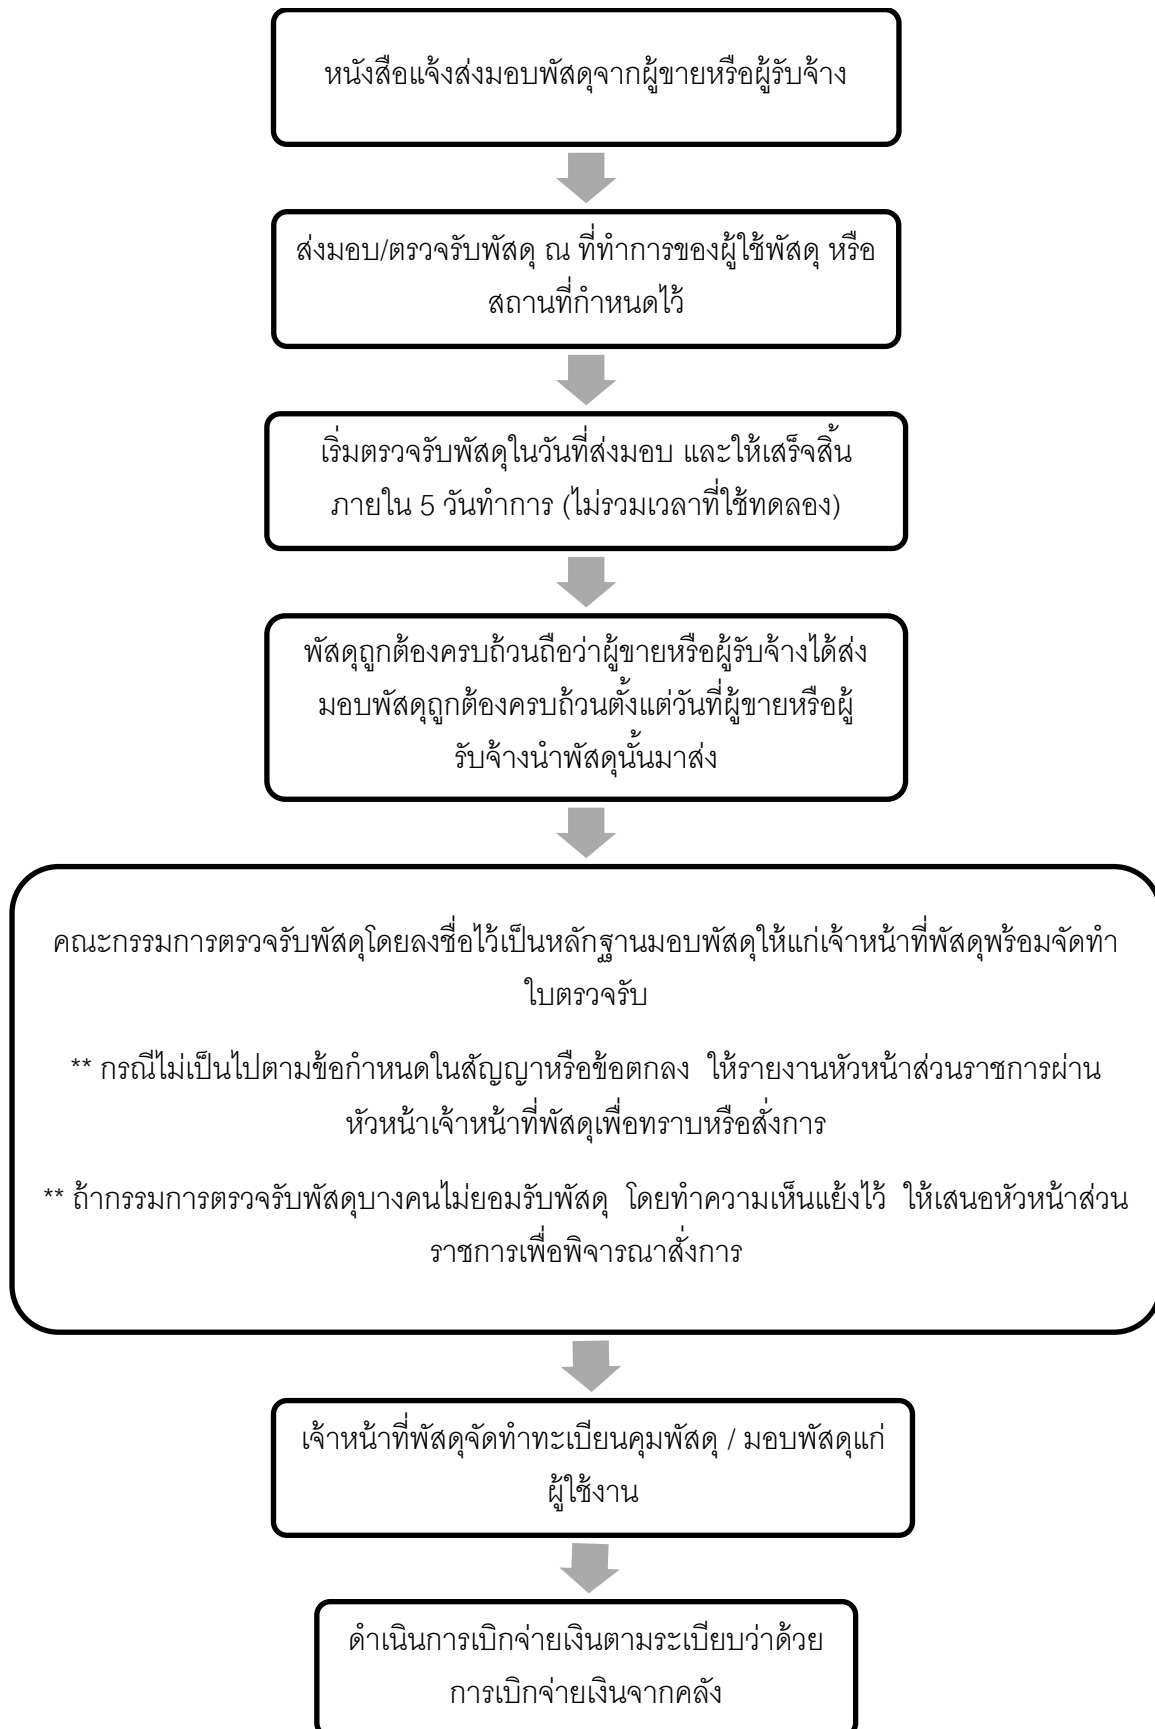 หนังสือแจ้งส่งมอบพัสดุจากผู้ขายหรือผู้รับจ้าง
ส่งมอบ/ตรวจรับพัสดุ ณ ที่ทำการของผู้ใช้พัสดุ หรือ
สถานที่กำหนดไว้
เริ่มตรวจรับพัสดุในวันที่ส่งมอบ และให้เสร็จสิ้น
ภายใน 5 วันทำการ (ไม่รวมเวลาที่ใช้ทดลอง)
พัสดุถูกต้องครบถ้วนถือว่าผู้ขายหรือผู้รับจ้างได้ส่ง
มอบพัสดุถูกต้องครบถ้วนตั้งแต่วันที่ผู้ขายหรือผู้
รับจ้างนำพัสดุนั้นมาส่ง
คณะกรรมการตรวจรับพัสดุโดยลงชื่อไว้เป็นหลักฐานมอบพัสดุให้แก่เจ้าหน้าที่พัสดุพร้อมจัดทำ
ใบตรวจรับ
** กรณีไม่เป็นไปตามข้อกำหนดในสัญญาหรือข้อตกลง ให้รายงานหัวหน้าส่วนราชการผ่าน
หัวหน้าเจ้าหน้าที่พัสดุเพื่อทราบหรือสั่งการ
** ถ้ากรรมการตรวจรับพัสดุบางคนไม่ยอมรับพัสดุ โดยทำความเห็นแย้งไว้ ให้เสนอหัวหน้าส่วน
ราชการเพื่อพิจารณาสั่งการ
เจ้าหน้าที่พัสดุจัดทำทะเบียนคุมพัสดุ / มอบพัสดุแก่
ผู้ใช้งาน
ดำเนินการเบิกจ่ายเงินตามระเบียบว่าด้วย
การเบิกจ่ายเงินจากคลัง